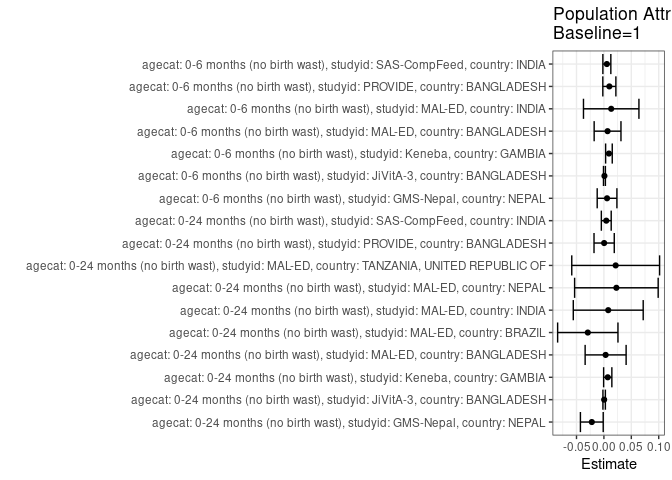 Population Attr
Baseline=1
agecat: 0-6 months (no birth wast), studyid: SAS-CompFeed, country: INDIA
agecat: 0-6 months (no birth wast), studyid: PROVIDE, country: BANGLADESH
agecat: 0-6 months (no birth wast), studyid: MAL-ED, country: INDIA
agecat: 0-6 months (no birth wast), studyid: MAL-ED, country: BANGLADESH
agecat: 0-6 months (no birth wast), studyid: Keneba, country: GAMBIA
agecat: 0-6 months (no birth wast), studyid: JiVitA-3, country: BANGLADESH
agecat: 0-6 months (no birth wast), studyid: GMS-Nepal, country: NEPAL
agecat: 0-24 months (no birth wast), studyid: SAS-CompFeed, country: INDIA
agecat: 0-24 months (no birth wast), studyid: PROVIDE, country: BANGLADESH
agecat: 0-24 months (no birth wast), studyid: MAL-ED, country: TANZANIA, UNITED REPUBLIC OF
agecat: 0-24 months (no birth wast), studyid: MAL-ED, country: NEPAL
agecat: 0-24 months (no birth wast), studyid: MAL-ED, country: INDIA
agecat: 0-24 months (no birth wast), studyid: MAL-ED, country: BRAZIL
agecat: 0-24 months (no birth wast), studyid: MAL-ED, country: BANGLADESH
agecat: 0-24 months (no birth wast), studyid: Keneba, country: GAMBIA
agecat: 0-24 months (no birth wast), studyid: JiVitA-3, country: BANGLADESH
agecat: 0-24 months (no birth wast), studyid: GMS-Nepal, country: NEPAL
-0.05 0.00 0.05 0.10
Estimate